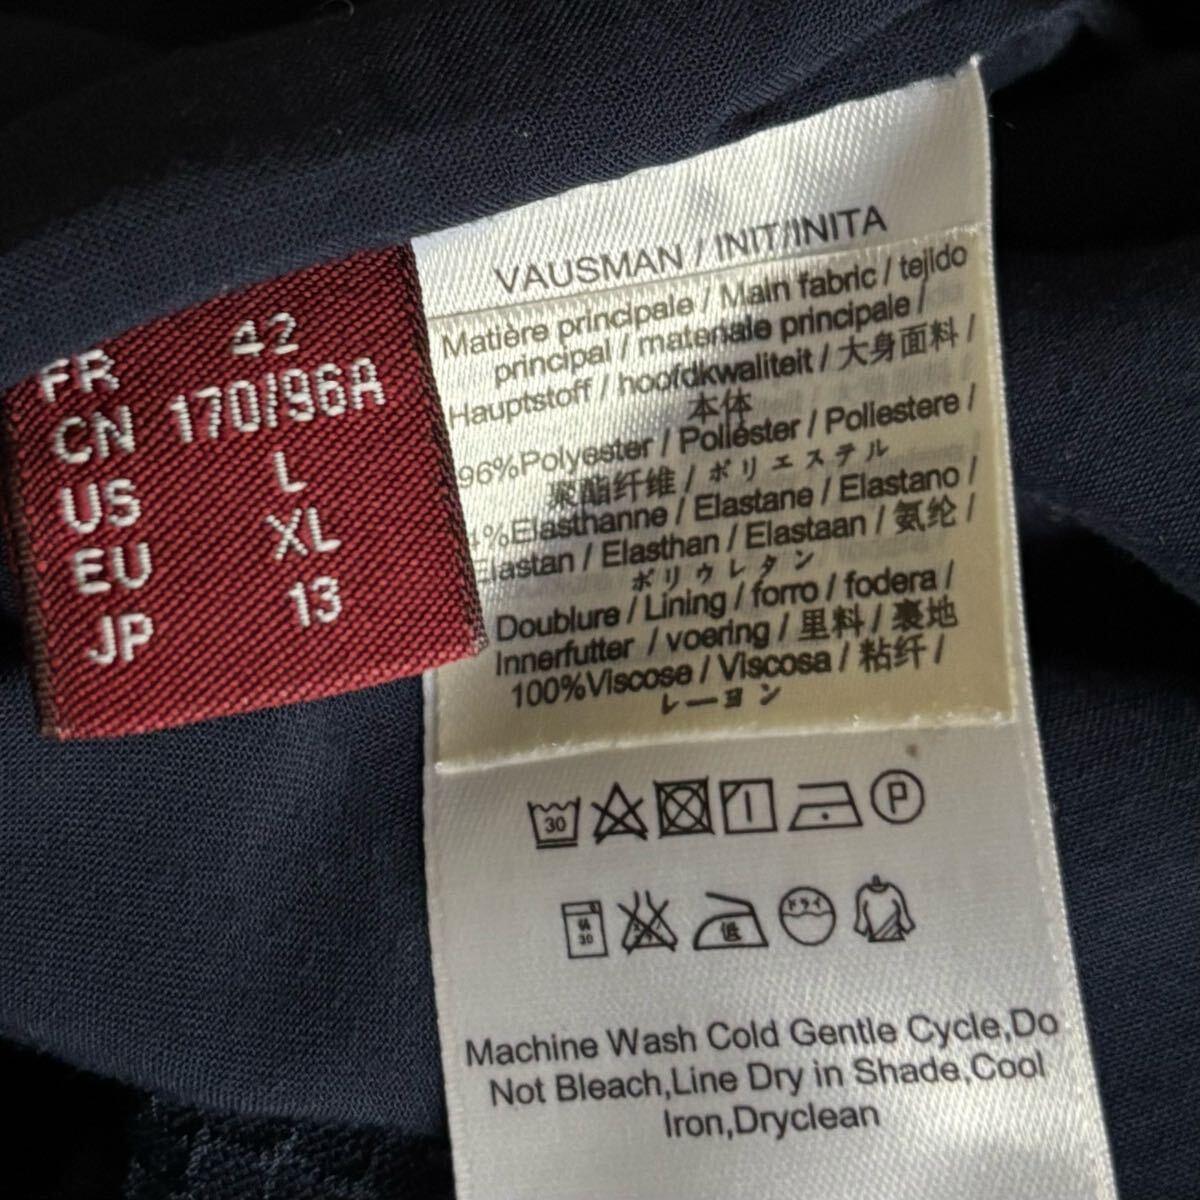 FR 42
CN 170/96A
US L
EU XL
JP 13
VAUSMAN / INIT/INITA
Matière principale / Main fabric / tejido
principal / materiale principale /
Hauptstoff / hoofdkwaliteit / 大身面料 /
本体
96%Polyester / Poliéster / Poliestere /
聚酯纤维 / ポリエステル
%Elasthanne / Elastane / Elastano /
Elastan / Elasthan / Elastaan / 氨纶 /
ポリウレタン
Doublure / Lining / forro / fodera /
Innerfutter / voering / 里料 / 裏地
100%Viscose / Viscosa / 粘纤 /
レーヨン
30
P
30
低
ドライ
Machine Wash Cold Gentle Cycle,Do
Not Bleach,Line Dry in Shade,Cool
Iron,Dryclean